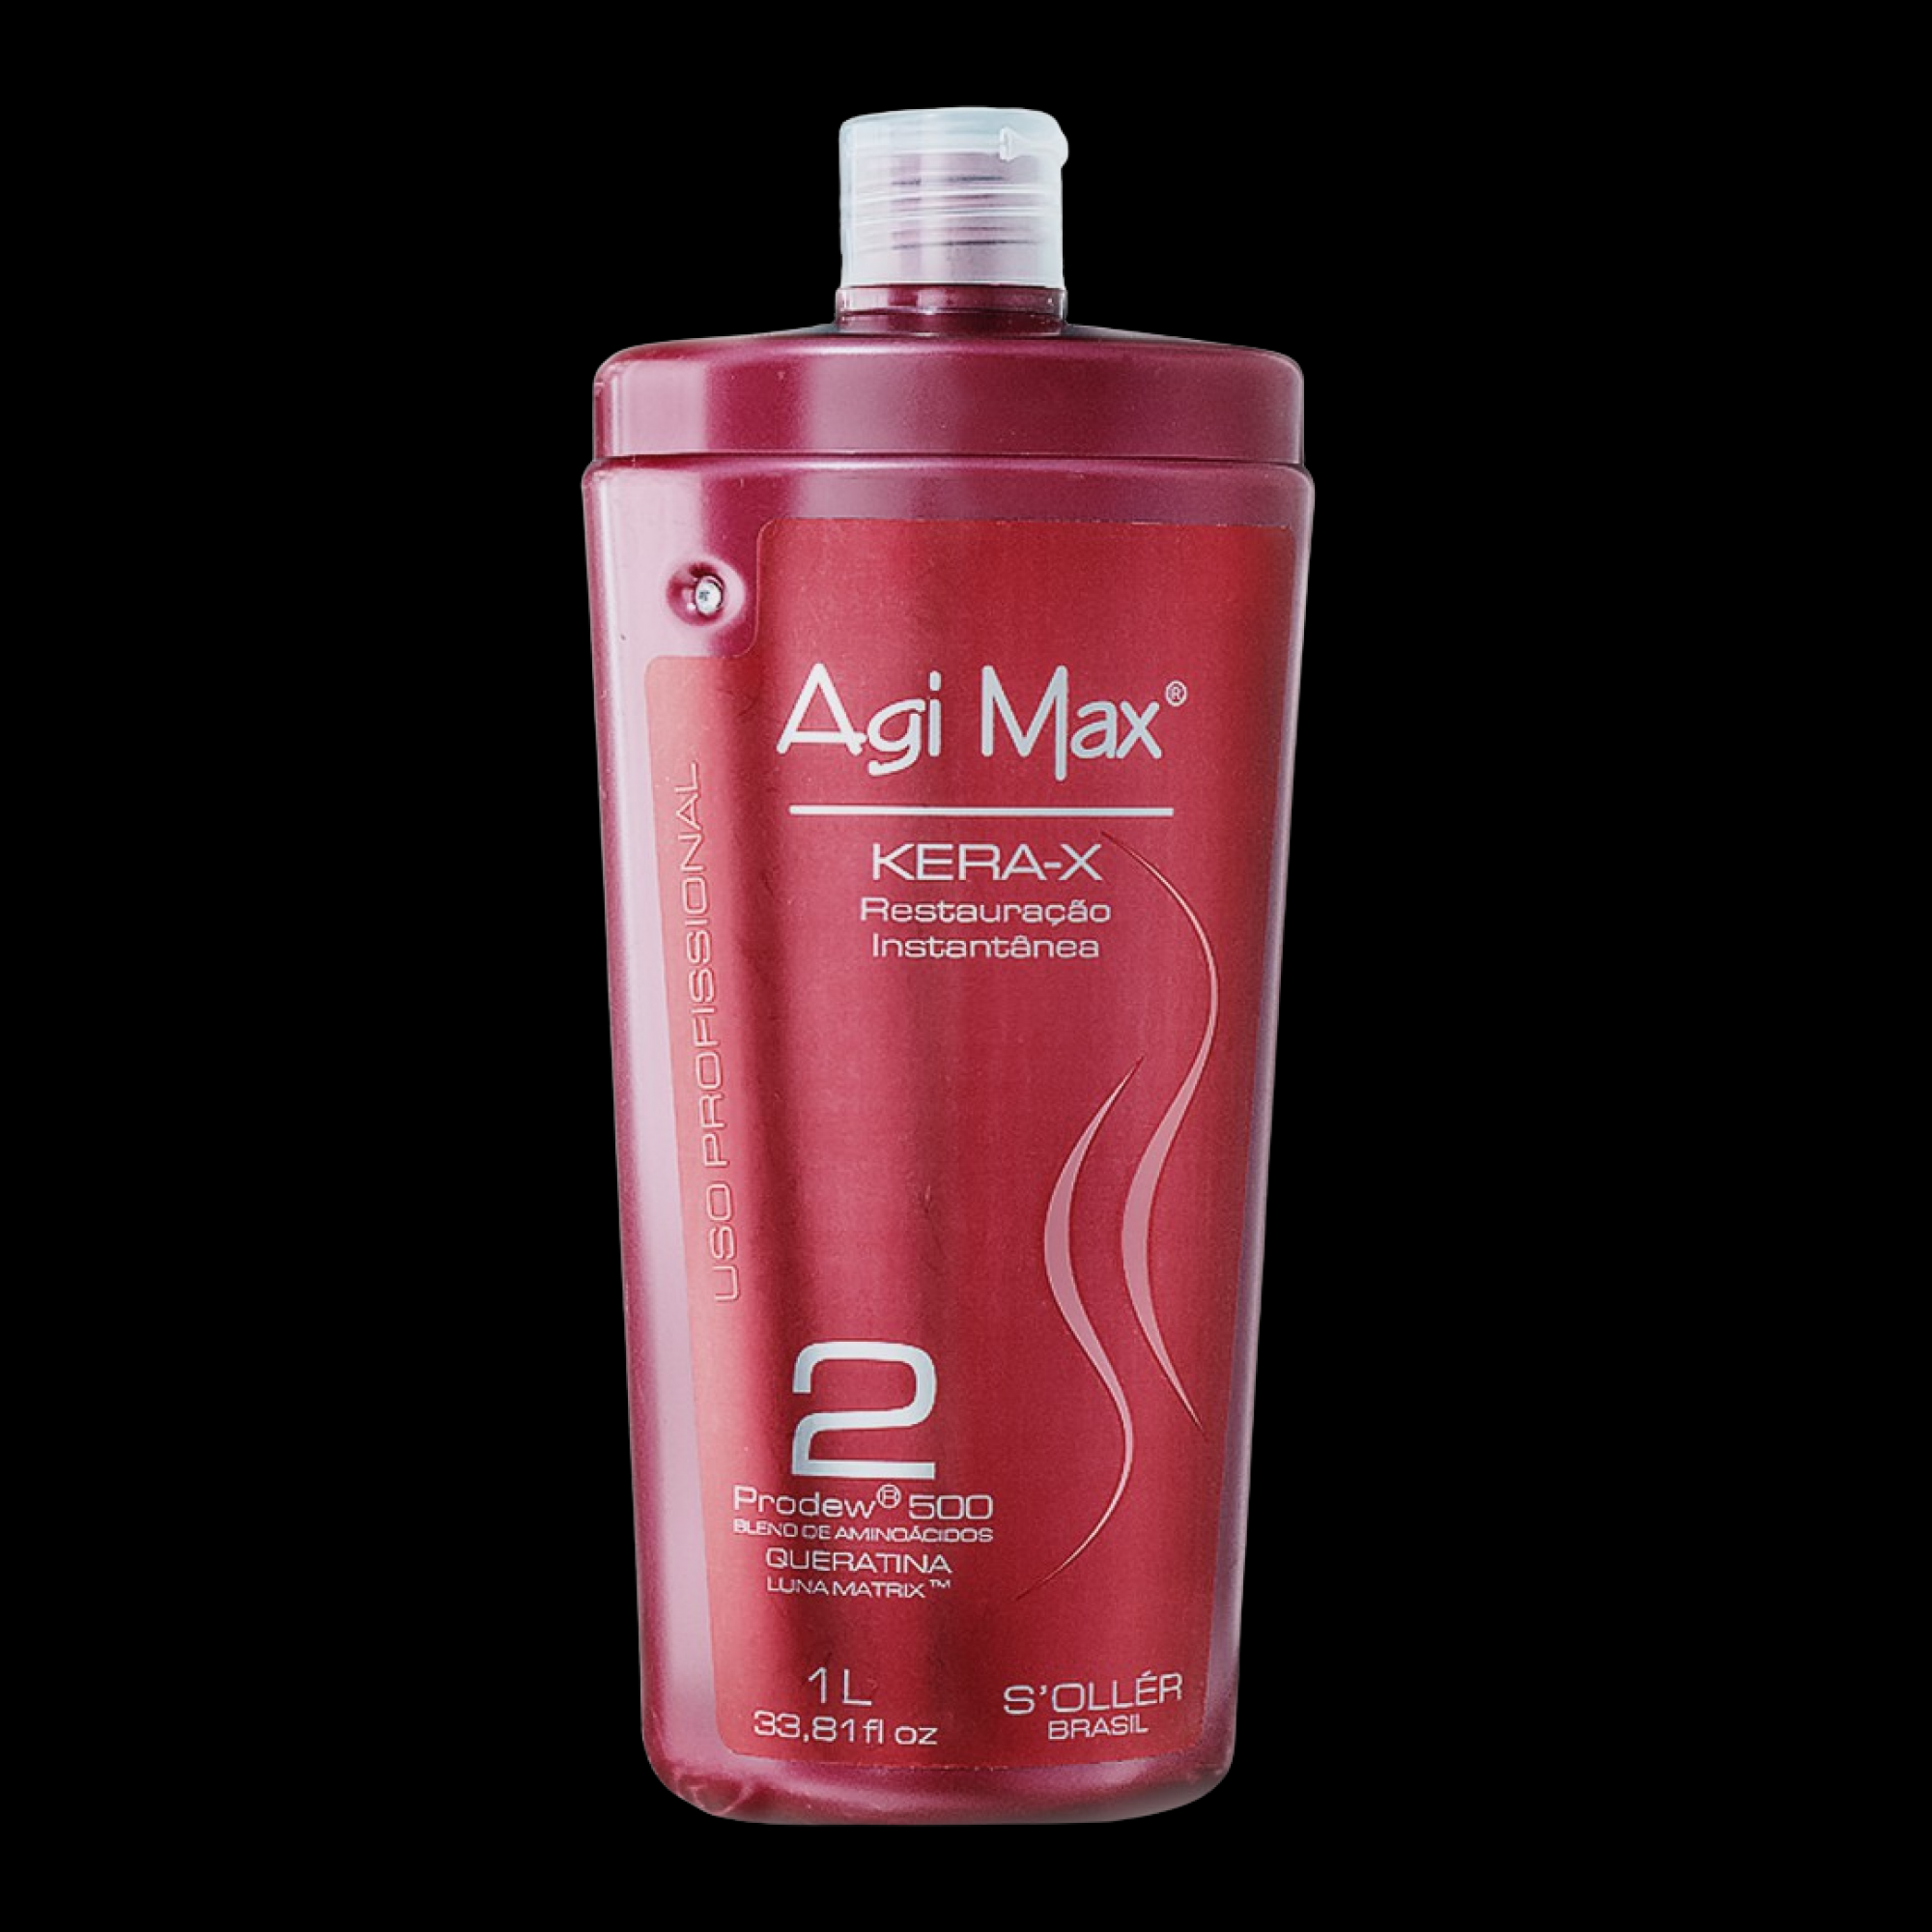 Agi Max®
KERA-X
Restauração
Instantânea
USO PROFISSIONAL
2
Prodew® 500
BLEND DE AMINOÁCIDOS
QUERATINA
LUNA MATRIX™
1 L
33,81 fl oz
S'OLLÉR
BRASIL